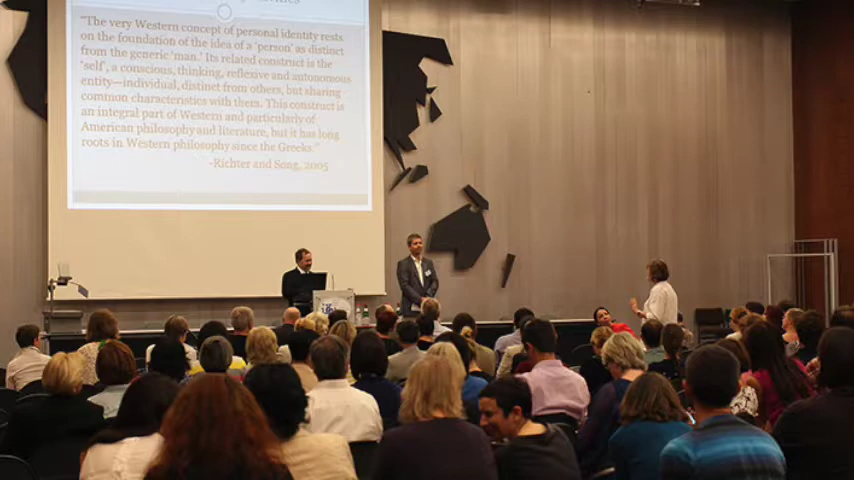 "The very Western concept of personal identity rests
on the foundation of the idea of a 'person' as distinct
from the generic 'man.' Its related construct is the
'self', a conscious, thinking, reflexive and autonomous
entity—individual, distinct from others, but sharing
common characteristics with thers. This construct is
an integral part of Western and particularly of
American philosophy and literature, but it has long
roots in Western philosophy since the Greeks."
-Richter and Song, 2005